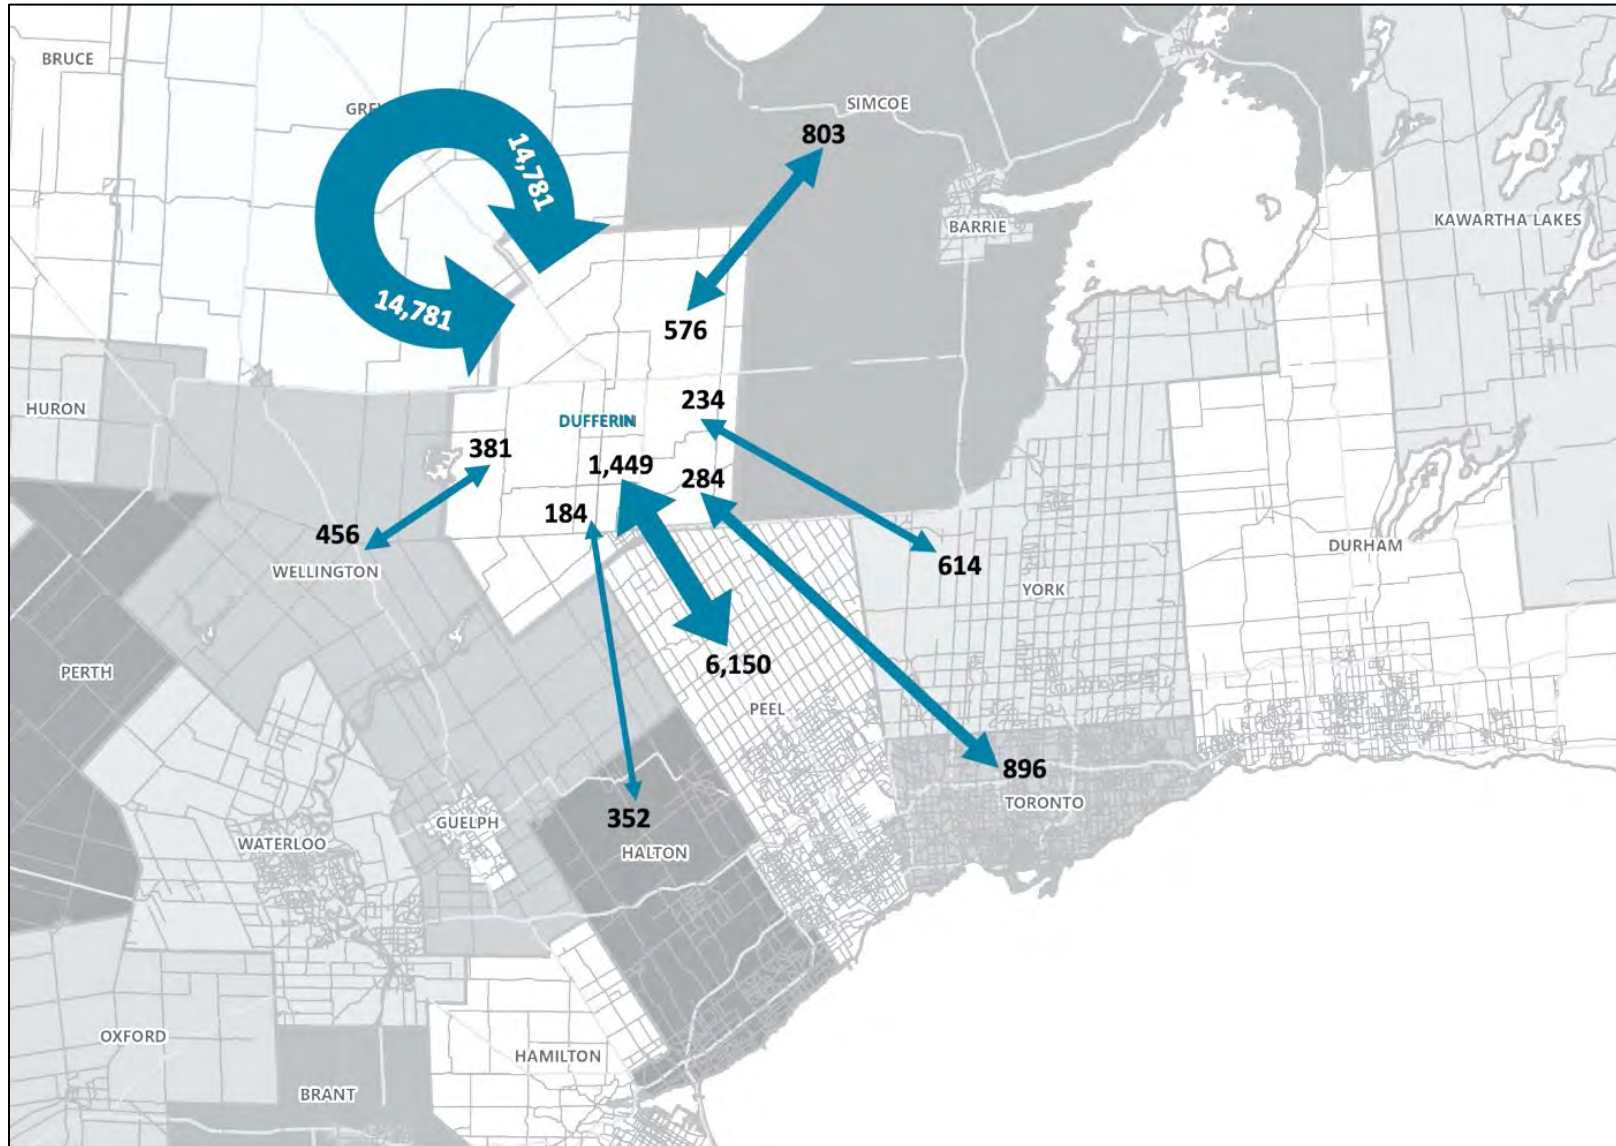 BRUCE
SIMCOE
GREY
803
14,781
BARRIE
KAWARTHA LAKES
14,781
576
234
HURON
DUFFERIN
381
1,449
284
184
456
DURHAM
WELLINGTON
614
YORK
6,150
PERTH
PEEL
896
TORONTO
352
GUELPH
WATERLOO
HALTON
OXFORD
HAMILTON
BRANT